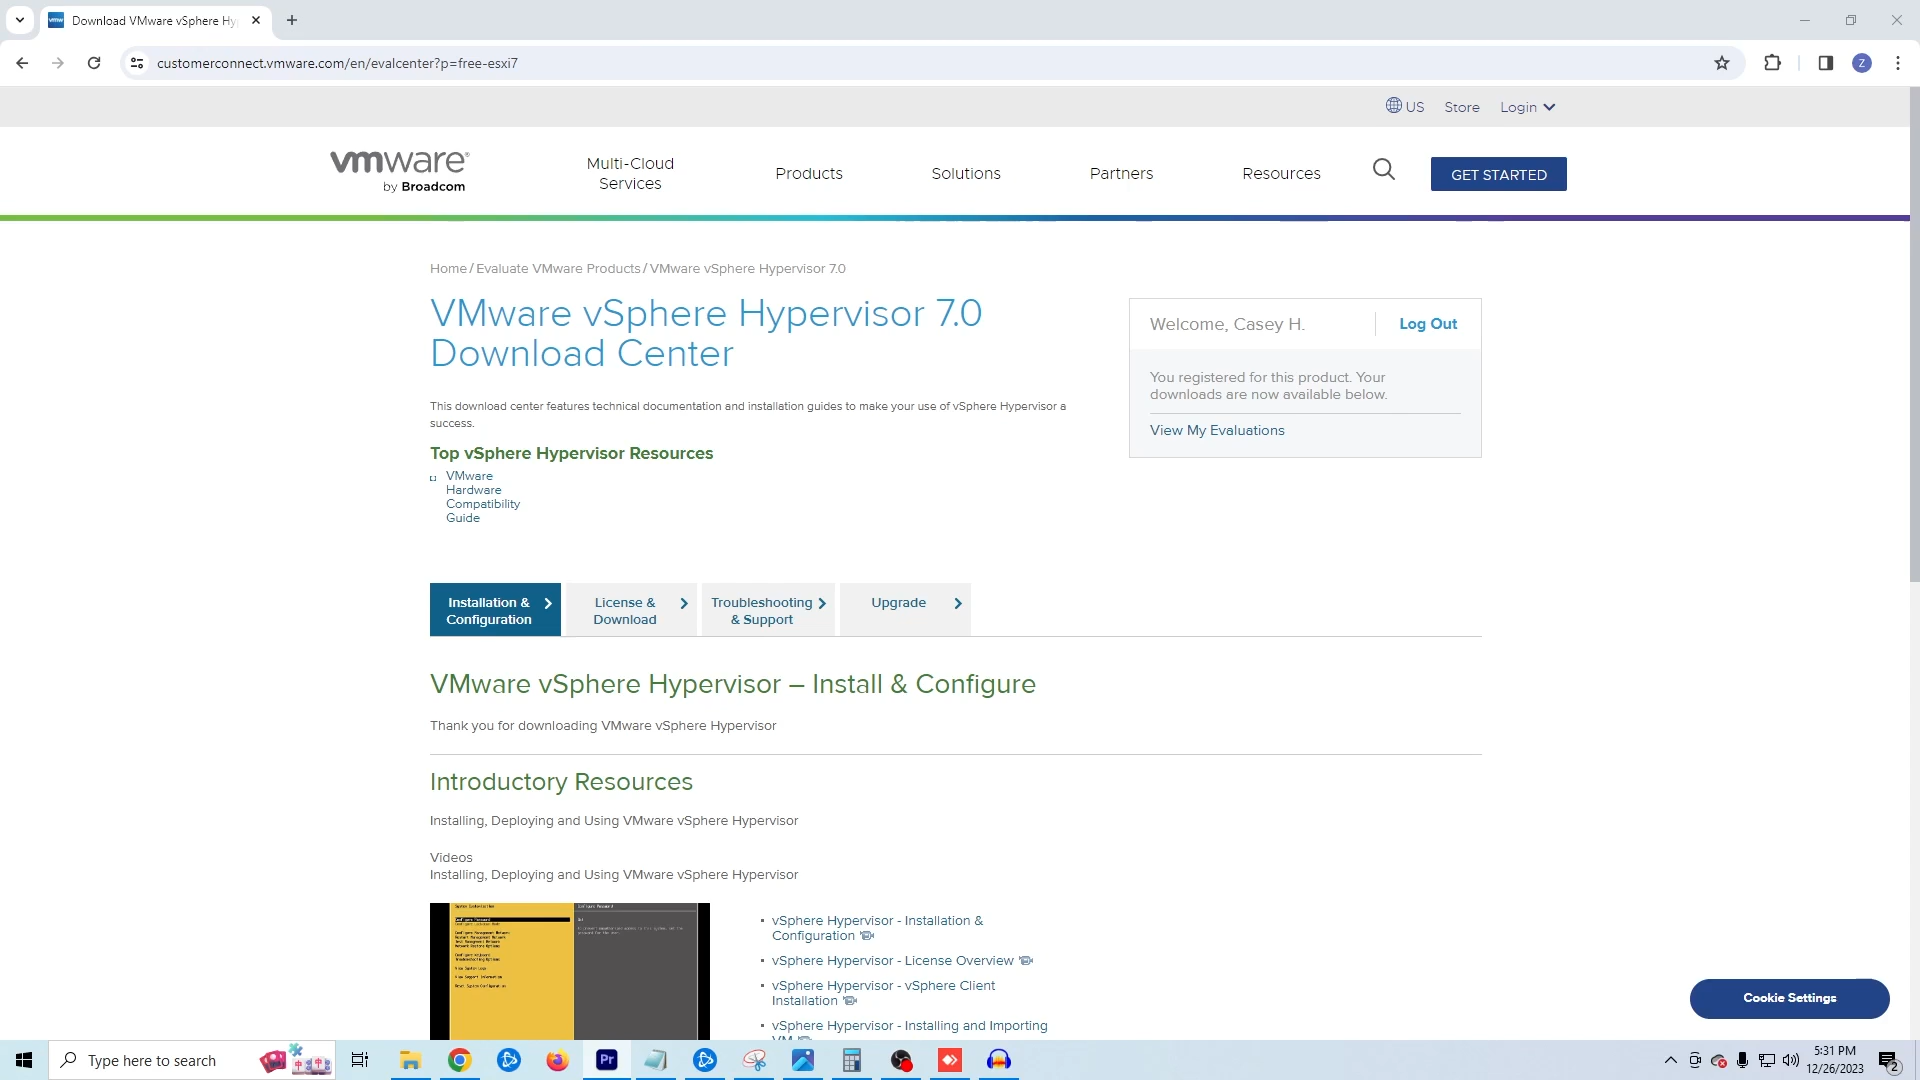 Download VMware vSphere Hy
customerconnect.vmware.com/en/evalcenter?p=free-esxi7
Z
US
Store
Login
vmware®
by Broadcom
Multi-Cloud
Services
Products
Solutions
Partners
Resources
GET STARTED
Home / Evaluate VMware Products / VMware vSphere Hypervisor 7.0
VMware vSphere Hypervisor 7.0
Download Center
Welcome, Casey H.
Log Out
You registered for this product. Your
downloads are now available below.
View My Evaluations
This download center features technical documentation and installation guides to make your use of vSphere Hypervisor a
success.
Top vSphere Hypervisor Resources
VMware
Hardware
Compatibility
Guide
Installation &
Configuration
License &
Download
Troubleshooting
& Support
Upgrade
VMware vSphere Hypervisor – Install & Configure
Thank you for downloading VMware vSphere Hypervisor
Introductory Resources
Installing, Deploying and Using VMware vSphere Hypervisor
Videos
Installing, Deploying and Using VMware vSphere Hypervisor
vSphere Hypervisor - Installation &
Configuration
vSphere Hypervisor - License Overview
vSphere Hypervisor - vSphere Client
Installation
vSphere Hypervisor - Installing and Importing
VM
Cookie Settings
Type here to search
Pr
5:31 PM
12/26/2023
2